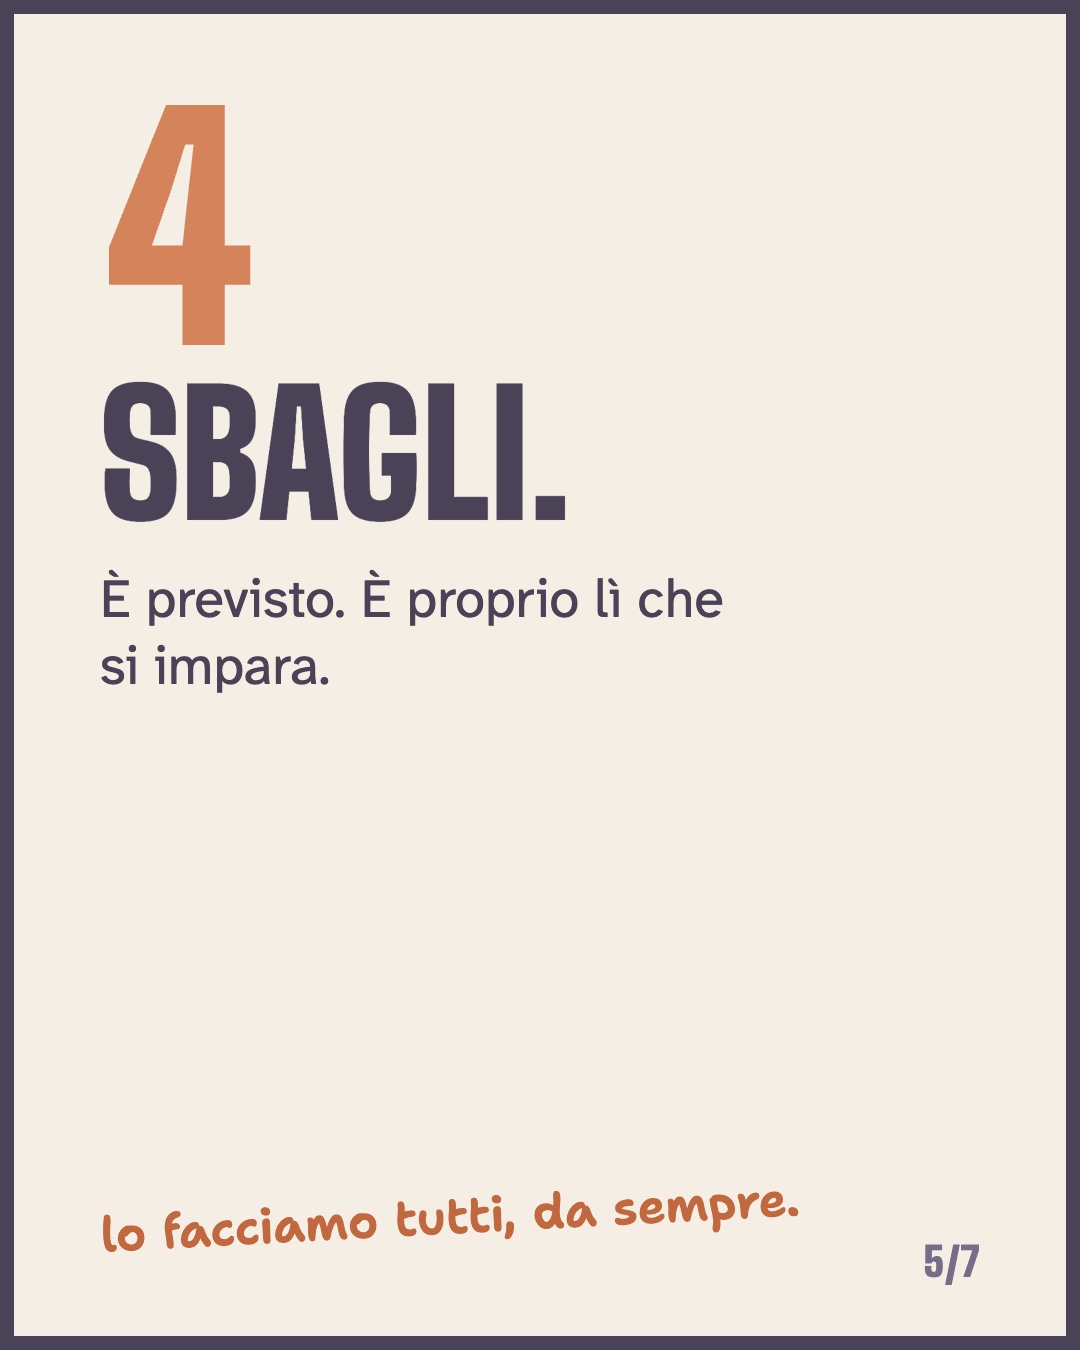 4
SBAGLI.
È previsto. È proprio lì che
si impara.
lo facciamo tutti, da sempre.
5/7